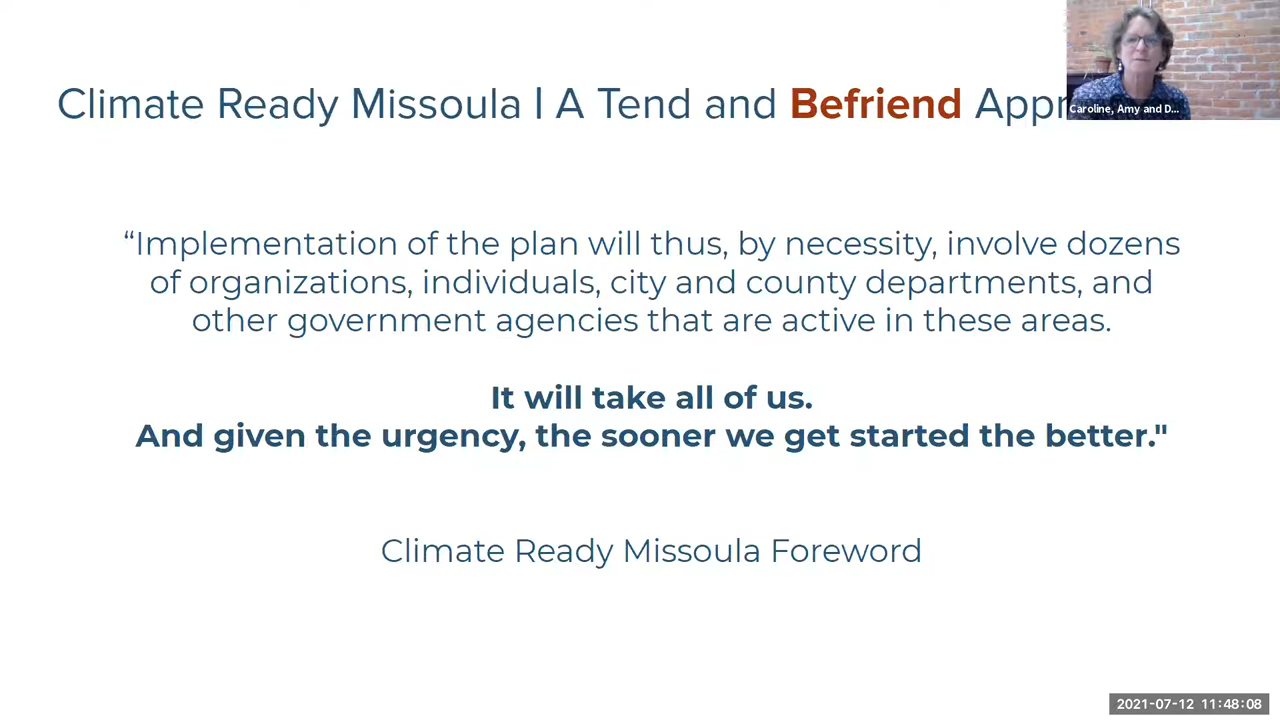 Climate Ready Missoula | A Tend and Befriend Appr
Caroline, Amy and D...
“Implementation of the plan will thus, by necessity, involve dozens
of organizations, individuals, city and county departments, and
other government agencies that are active in these areas.
It will take all of us.
And given the urgency, the sooner we get started the better."
Climate Ready Missoula Foreword
2021-07-12 11:48:08